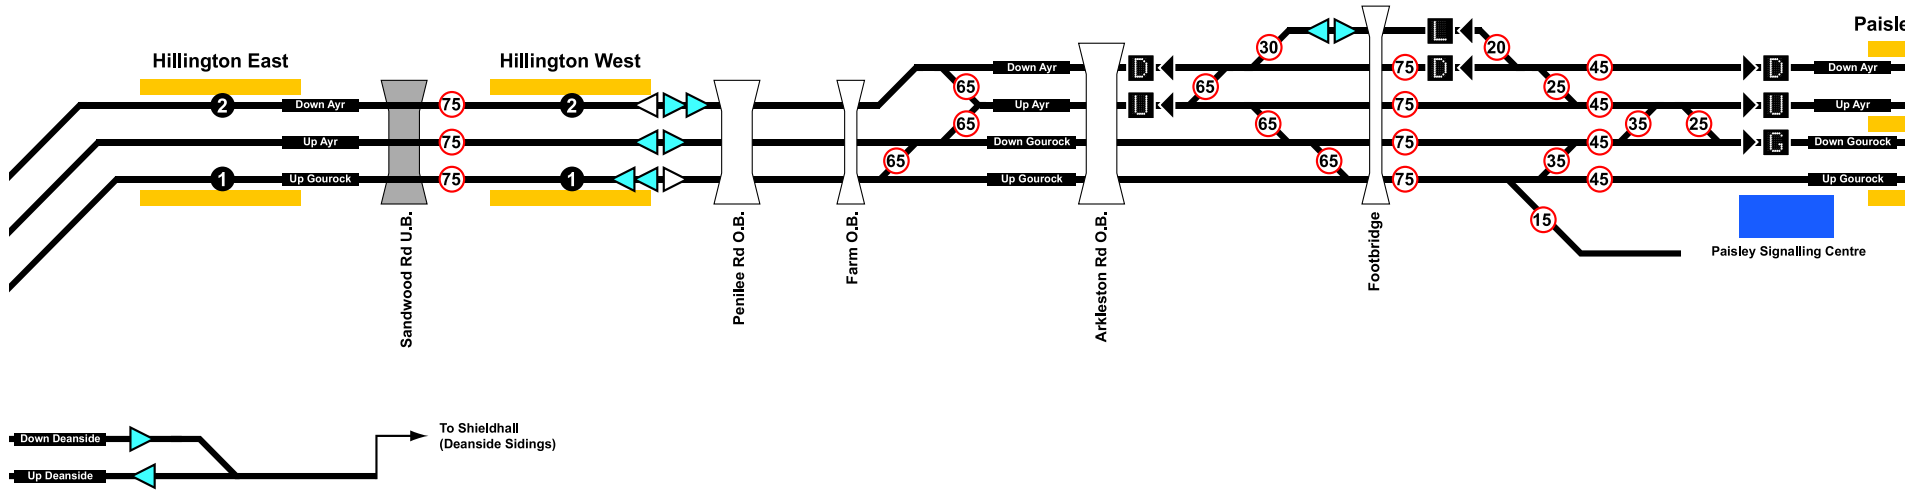 Hillington East
Hillington West
Paisle
2
Down Ayr
75
2
Up Ayr
75
1
Up Gourock
75
1
Sandwood Rd U.B.
Penilee Rd O.B.
Farm O.B.
65
65
65
Down Ayr
Up Ayr
Down Gourock
Up Gourock
Arkleston Rd O.B.
D
U
65
30
65
65
Footbridge
L
D
75
75
75
75
20
25
45
45
45
45
35
35
25
15
D
U
G
Down Ayr
Up Ayr
Down Gourock
Up Gourock
Paisley Signalling Centre
Down Deanside
Up Deanside
To Shieldhall
(Deanside Sidings)